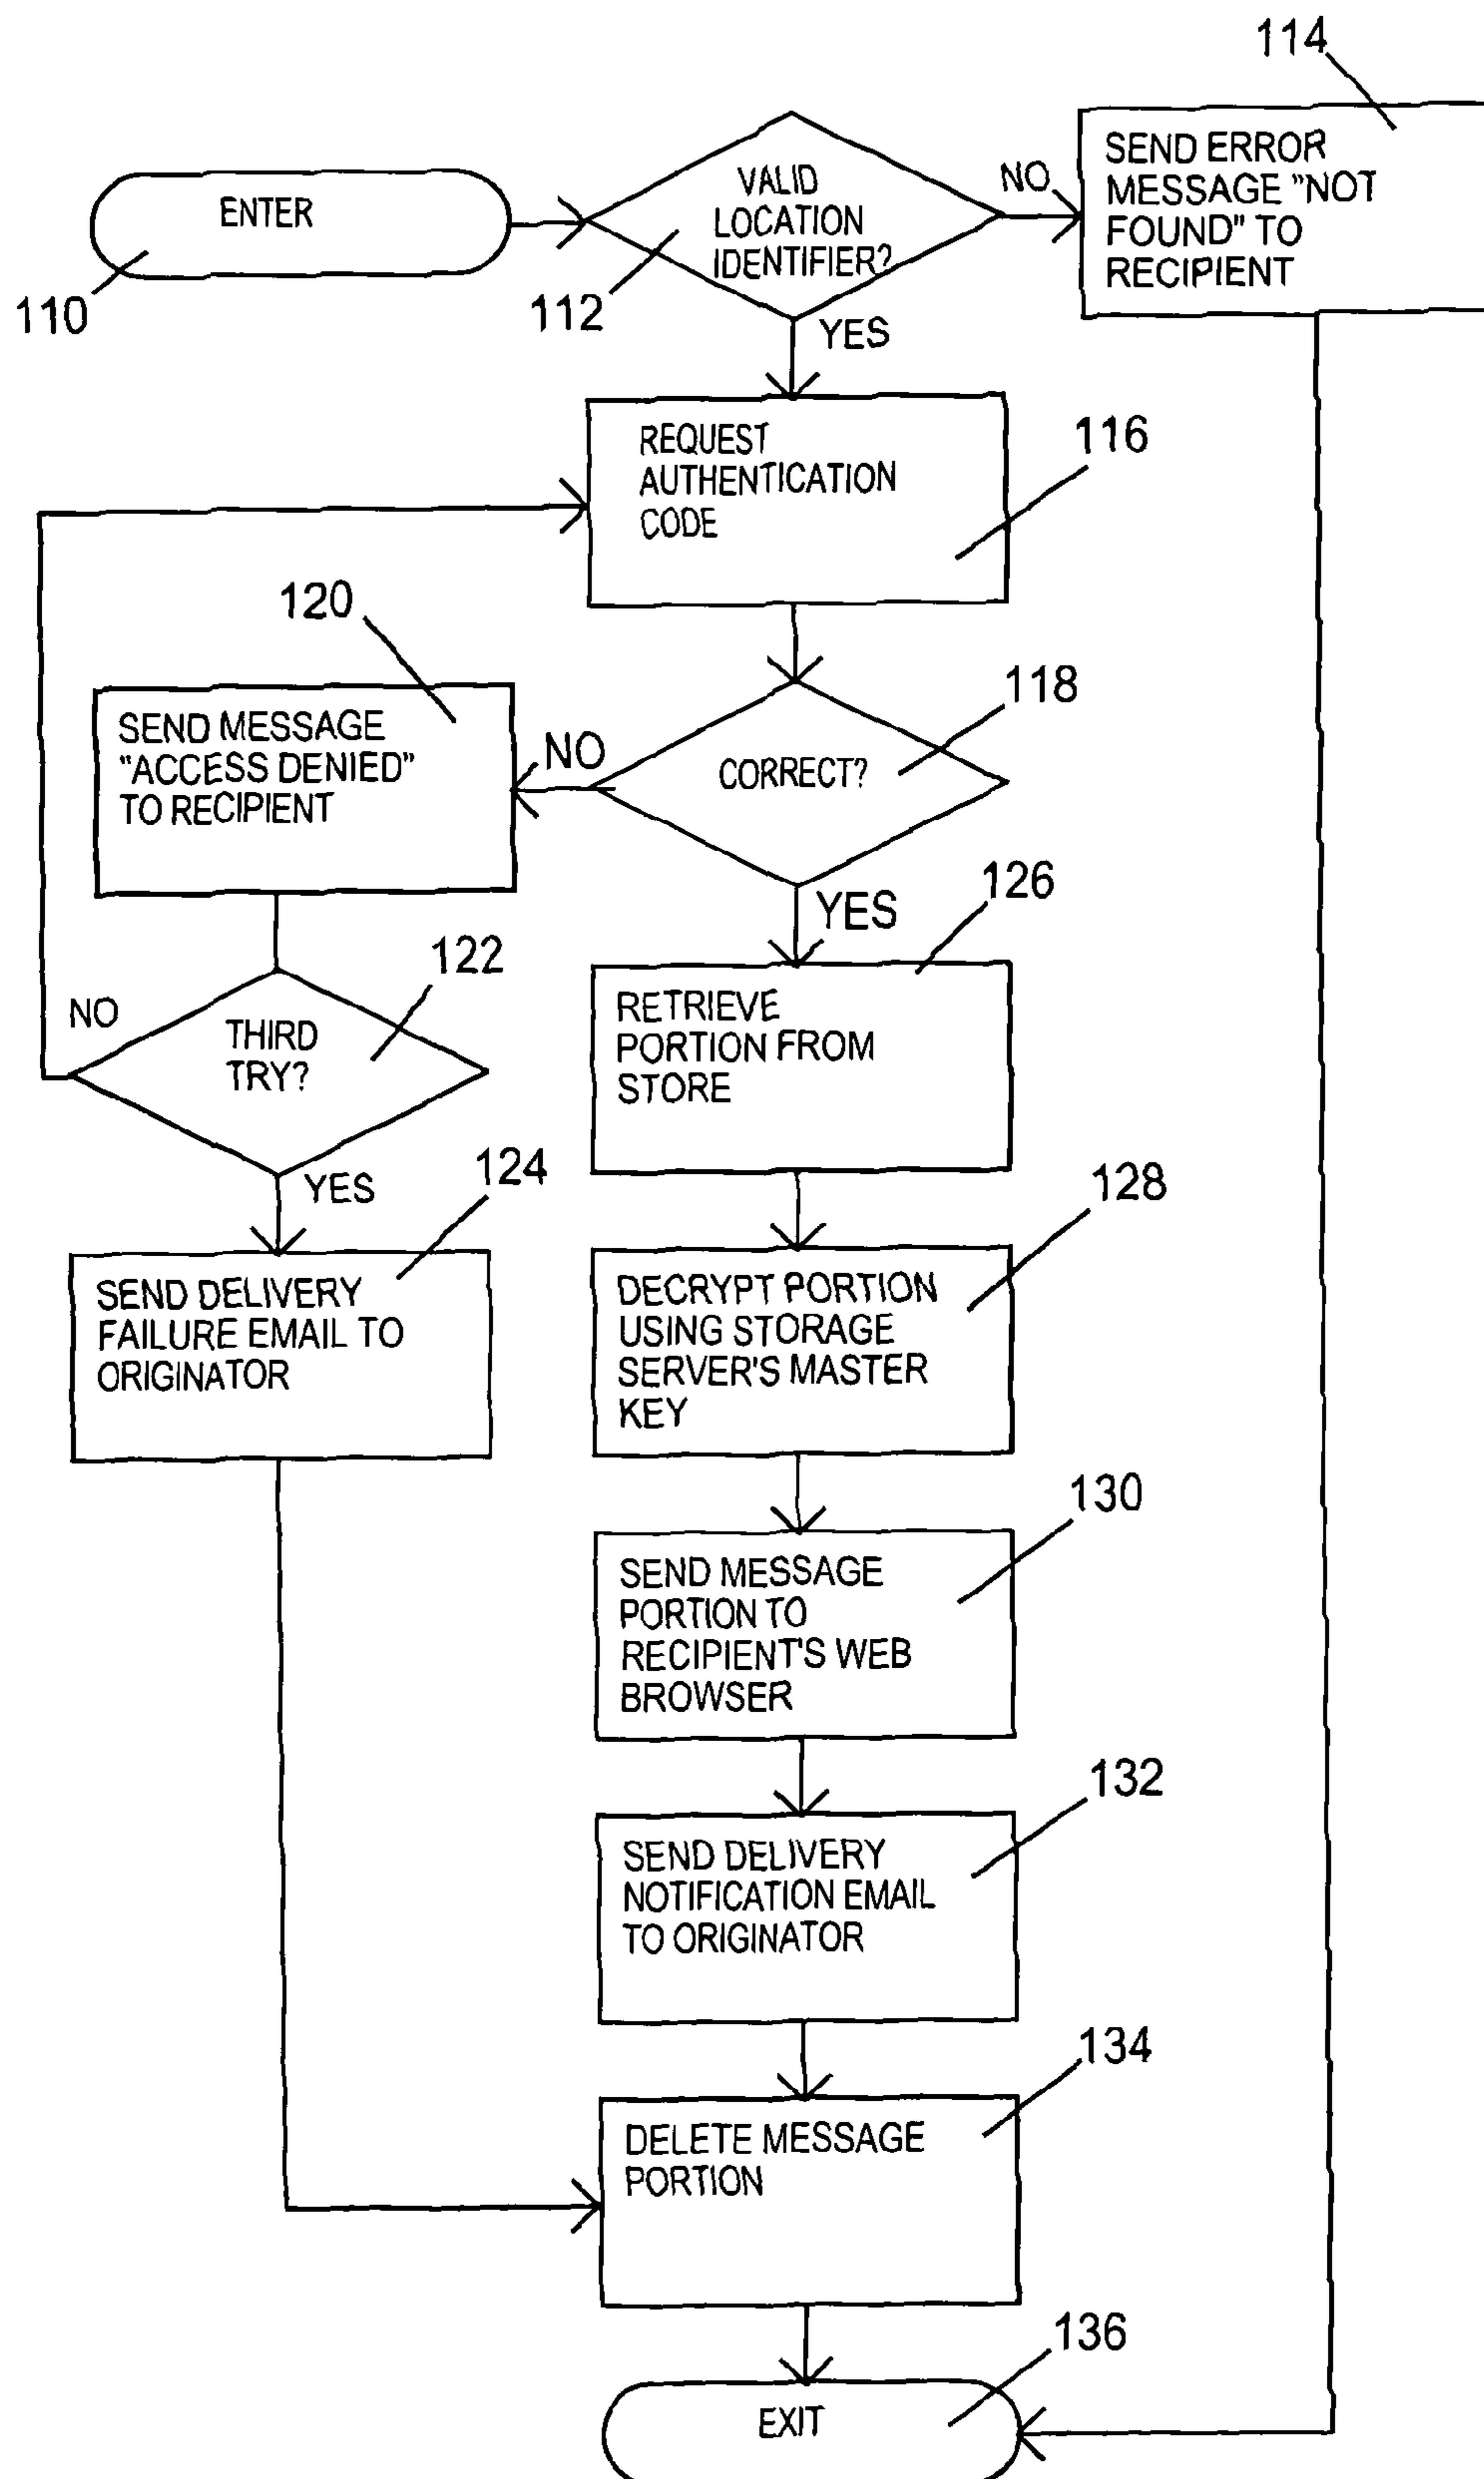 114
ENTER
110
VALID
LOCATION
IDENTIFIER?
112
NO
SEND ERROR
MESSAGE "NOT
FOUND" TO
RECIPIENT
YES
REQUEST
AUTHENTICATION
CODE
116
120
SEND MESSAGE
"ACCESS DENIED"
TO RECIPIENT
NO
CORRECT?
118
YES
126
122
NO
THIRD
TRY?
YES
RETRIEVE
PORTION FROM
STORE
124
SEND DELIVERY
FAILURE EMAIL TO
ORIGINATOR
128
DECRYPT PORTION
USING STORAGE
SERVER'S MASTER
KEY
130
SEND MESSAGE
PORTION TO
RECIPIENT'S WEB
BROWSER
132
SEND DELIVERY
NOTIFICATION EMAIL
TO ORIGINATOR
134
DELETE MESSAGE
PORTION
136
EXIT